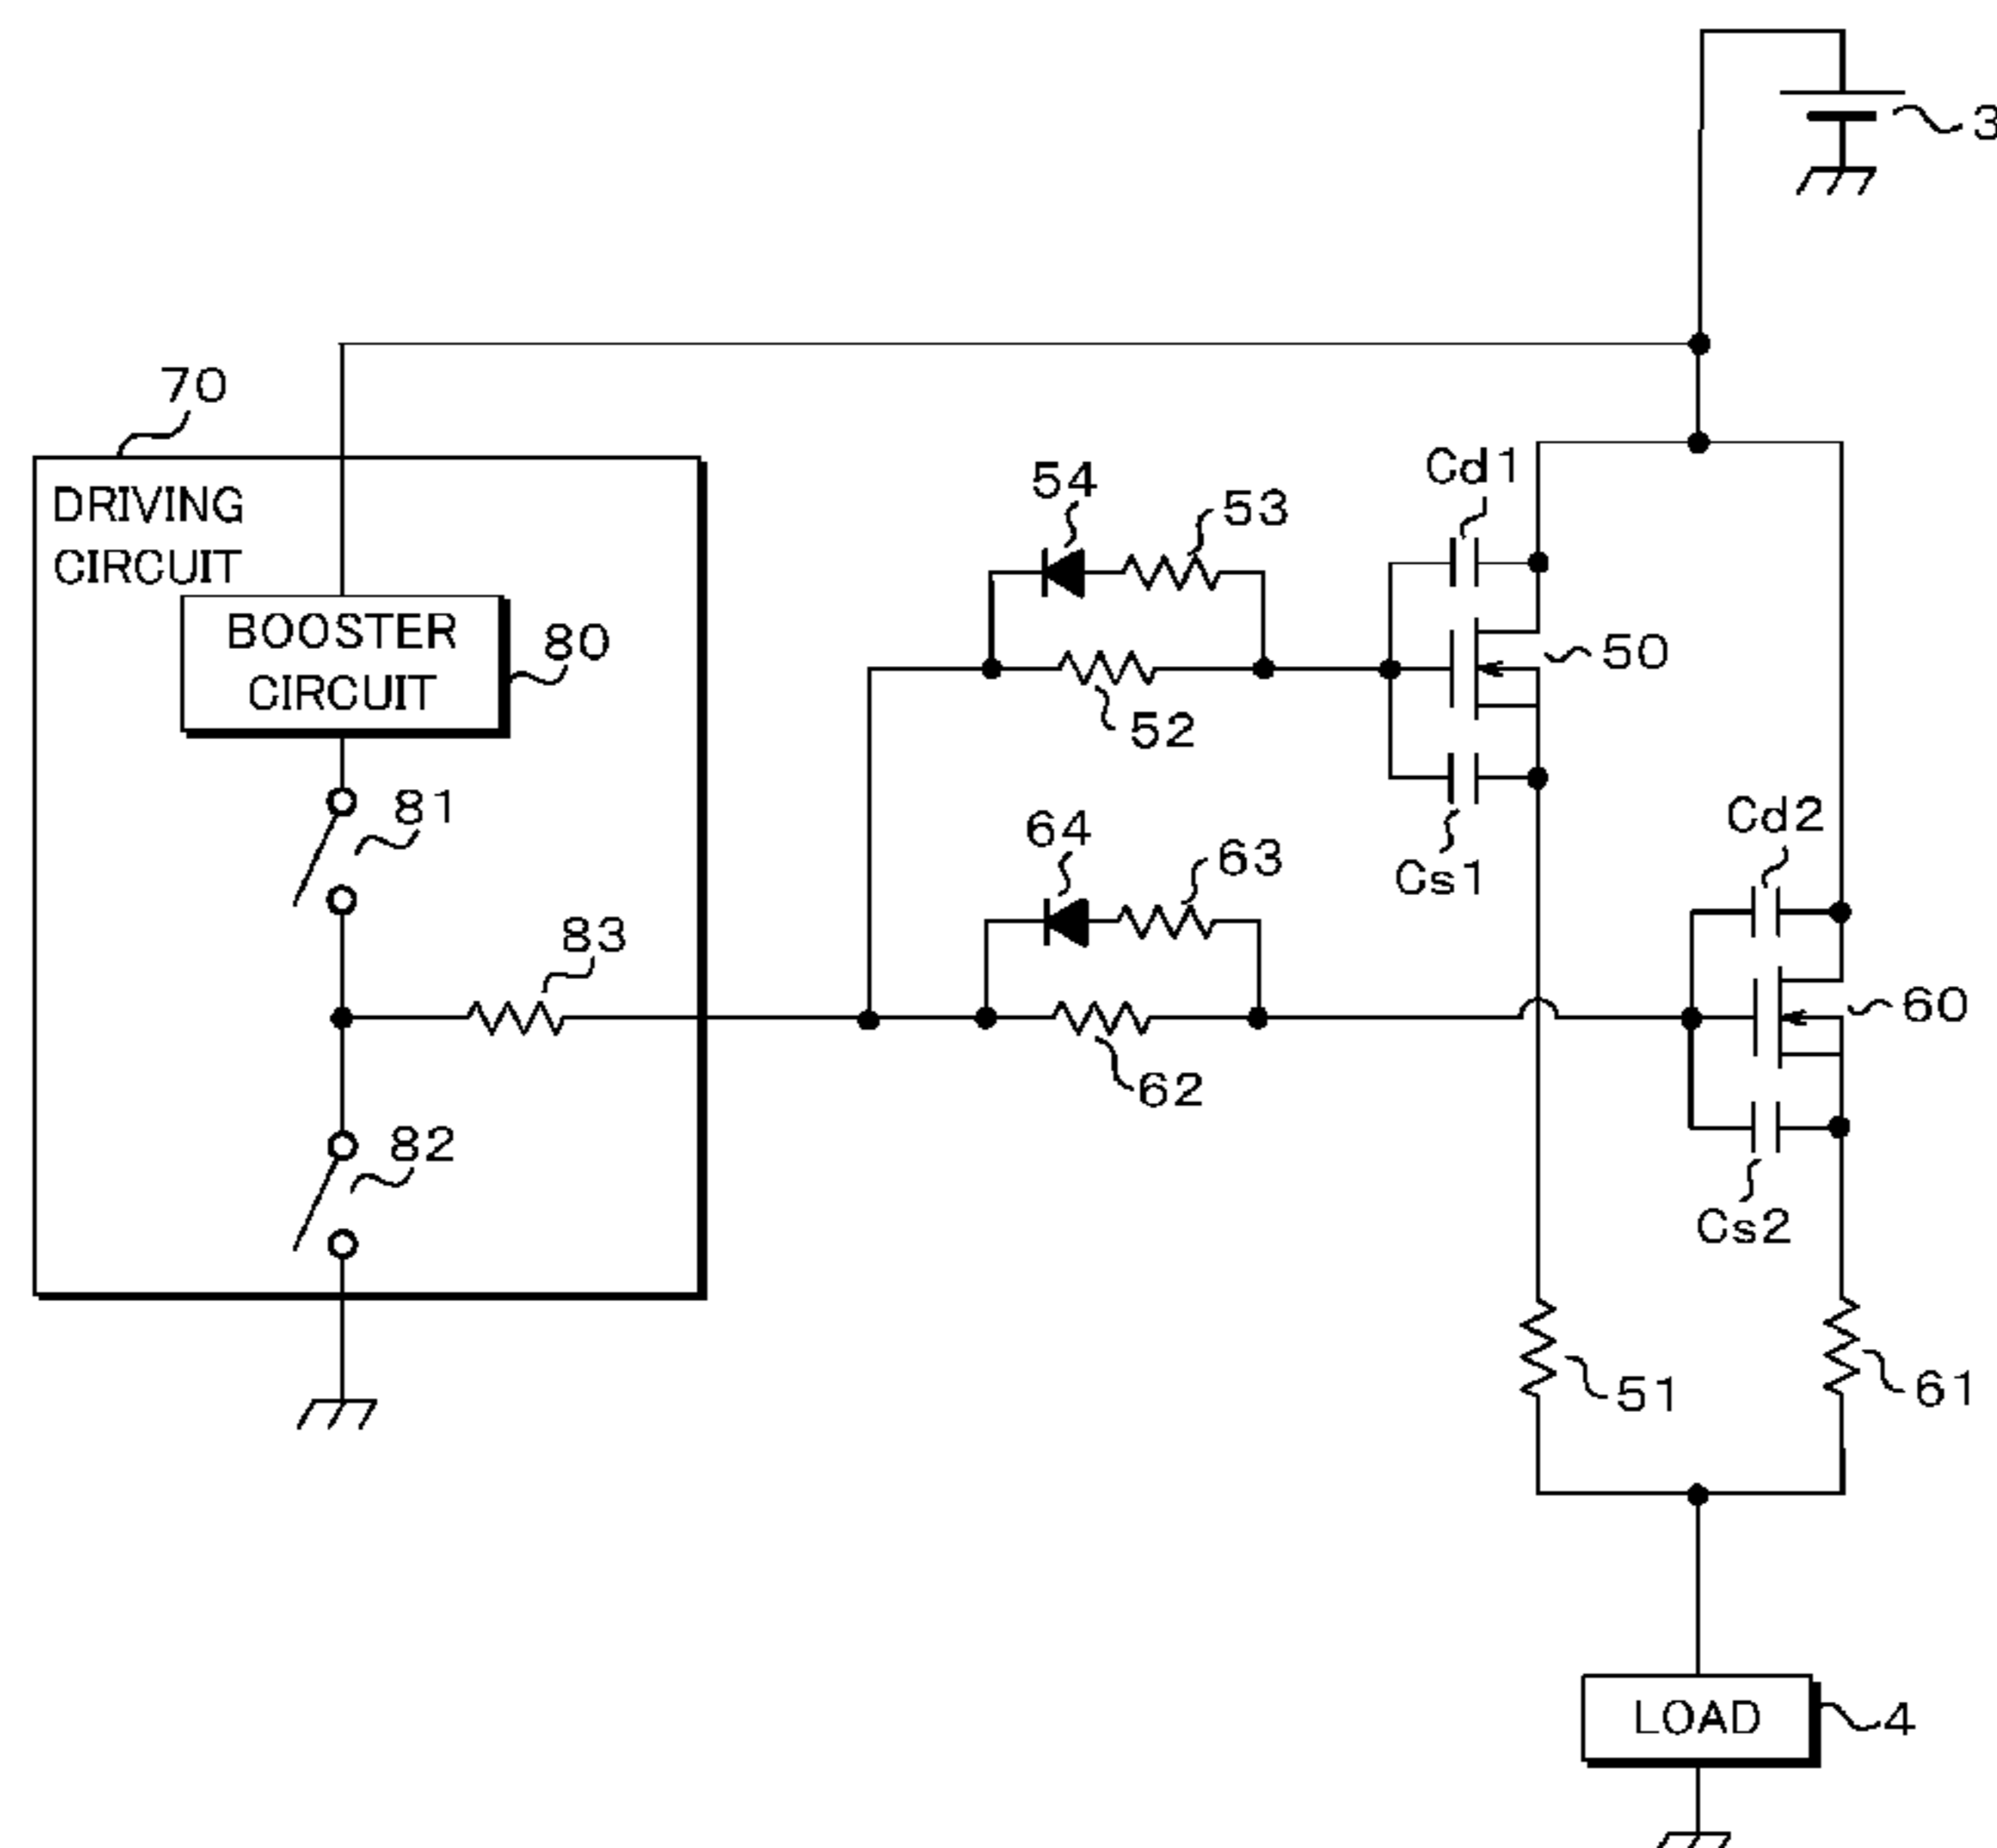 3
70
DRIVING
CIRCUIT
BOOSTER
CIRCUIT
80
81
83
82
54
53
52
Cd1
50
Cs1
64
63
62
Cd2
60
Cs2
51
61
LOAD
4